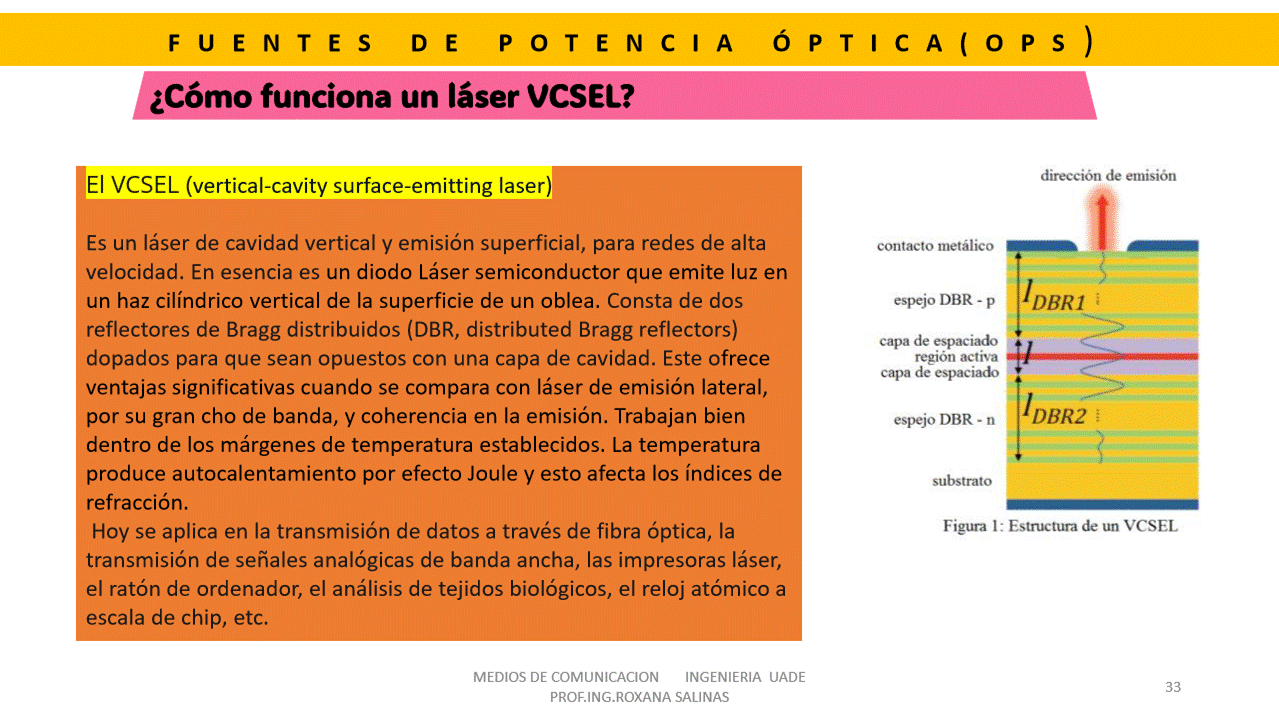 FUENTES DE POTENCIA ÓPTICA(OPS)
¿Cómo funciona un láser VCSEL?
El VCSEL (vertical-cavity surface-emitting laser)
Es un láser de cavidad vertical y emisión superficial, para redes de alta
velocidad. En esencia es un diodo Láser semiconductor que emite luz en
un haz cilíndrico vertical de la superficie de un oblea. Consta de dos
reflectores de Bragg distribuidos (DBR, distributed Bragg reflectors)
dopados para que sean opuestos con una capa de cavidad. Este ofrece
ventajas significativas cuando se compara con láser de emisión lateral,
por su gran cho de banda, y coherencia en la emisión. Trabajan bien
dentro de los márgenes de temperatura establecidos. La temperatura
produce autocalentamiento por efecto Joule y esto afecta los índices de
refracción.
Hoy se aplica en la transmisión de datos a través de fibra óptica, la
transmisión de señales analógicas de banda ancha, las impresoras láser,
el ratón de ordenador, el análisis de tejidos biológicos, el reloj atómico a
escala de chip, etc.
dirección de emisión
contacto metálico
espejo DBR - p
l DBR1
capa de espaciado
región activa
l
capa de espaciado
espejo DBR - n
l DBR2
substrato
Figura 1: Estructura de un VCSEL
MEDIOS DE COMUNICACION INGENIERIA UADE
PROF.ING.ROXANA SALINAS
33